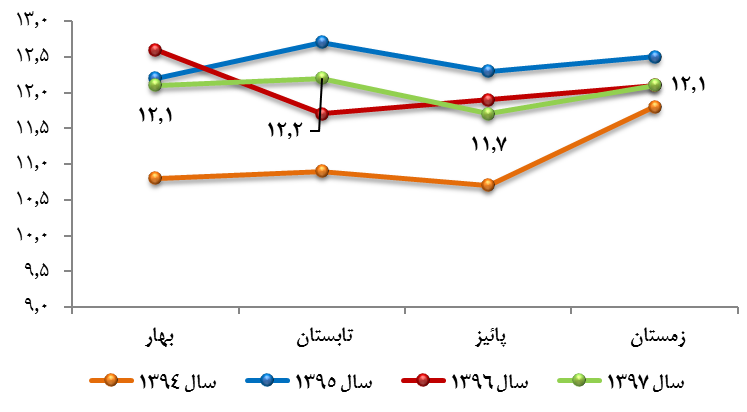 ۱۳,۰
۱۲,۵
۱۲,۰
۱۱,۵
۱۱,۰
۱۰,۵
۱۰,۰
۹,۵
۹,۰
۱۲,۱
۱۲,۲
۱۱,۷
۱۲,۱
بهار
تابستان
پائیز
زمستان
سال ۱۳۹۴
سال ۱۳۹۵
سال ۱۳۹۶
سال ۱۳۹۷